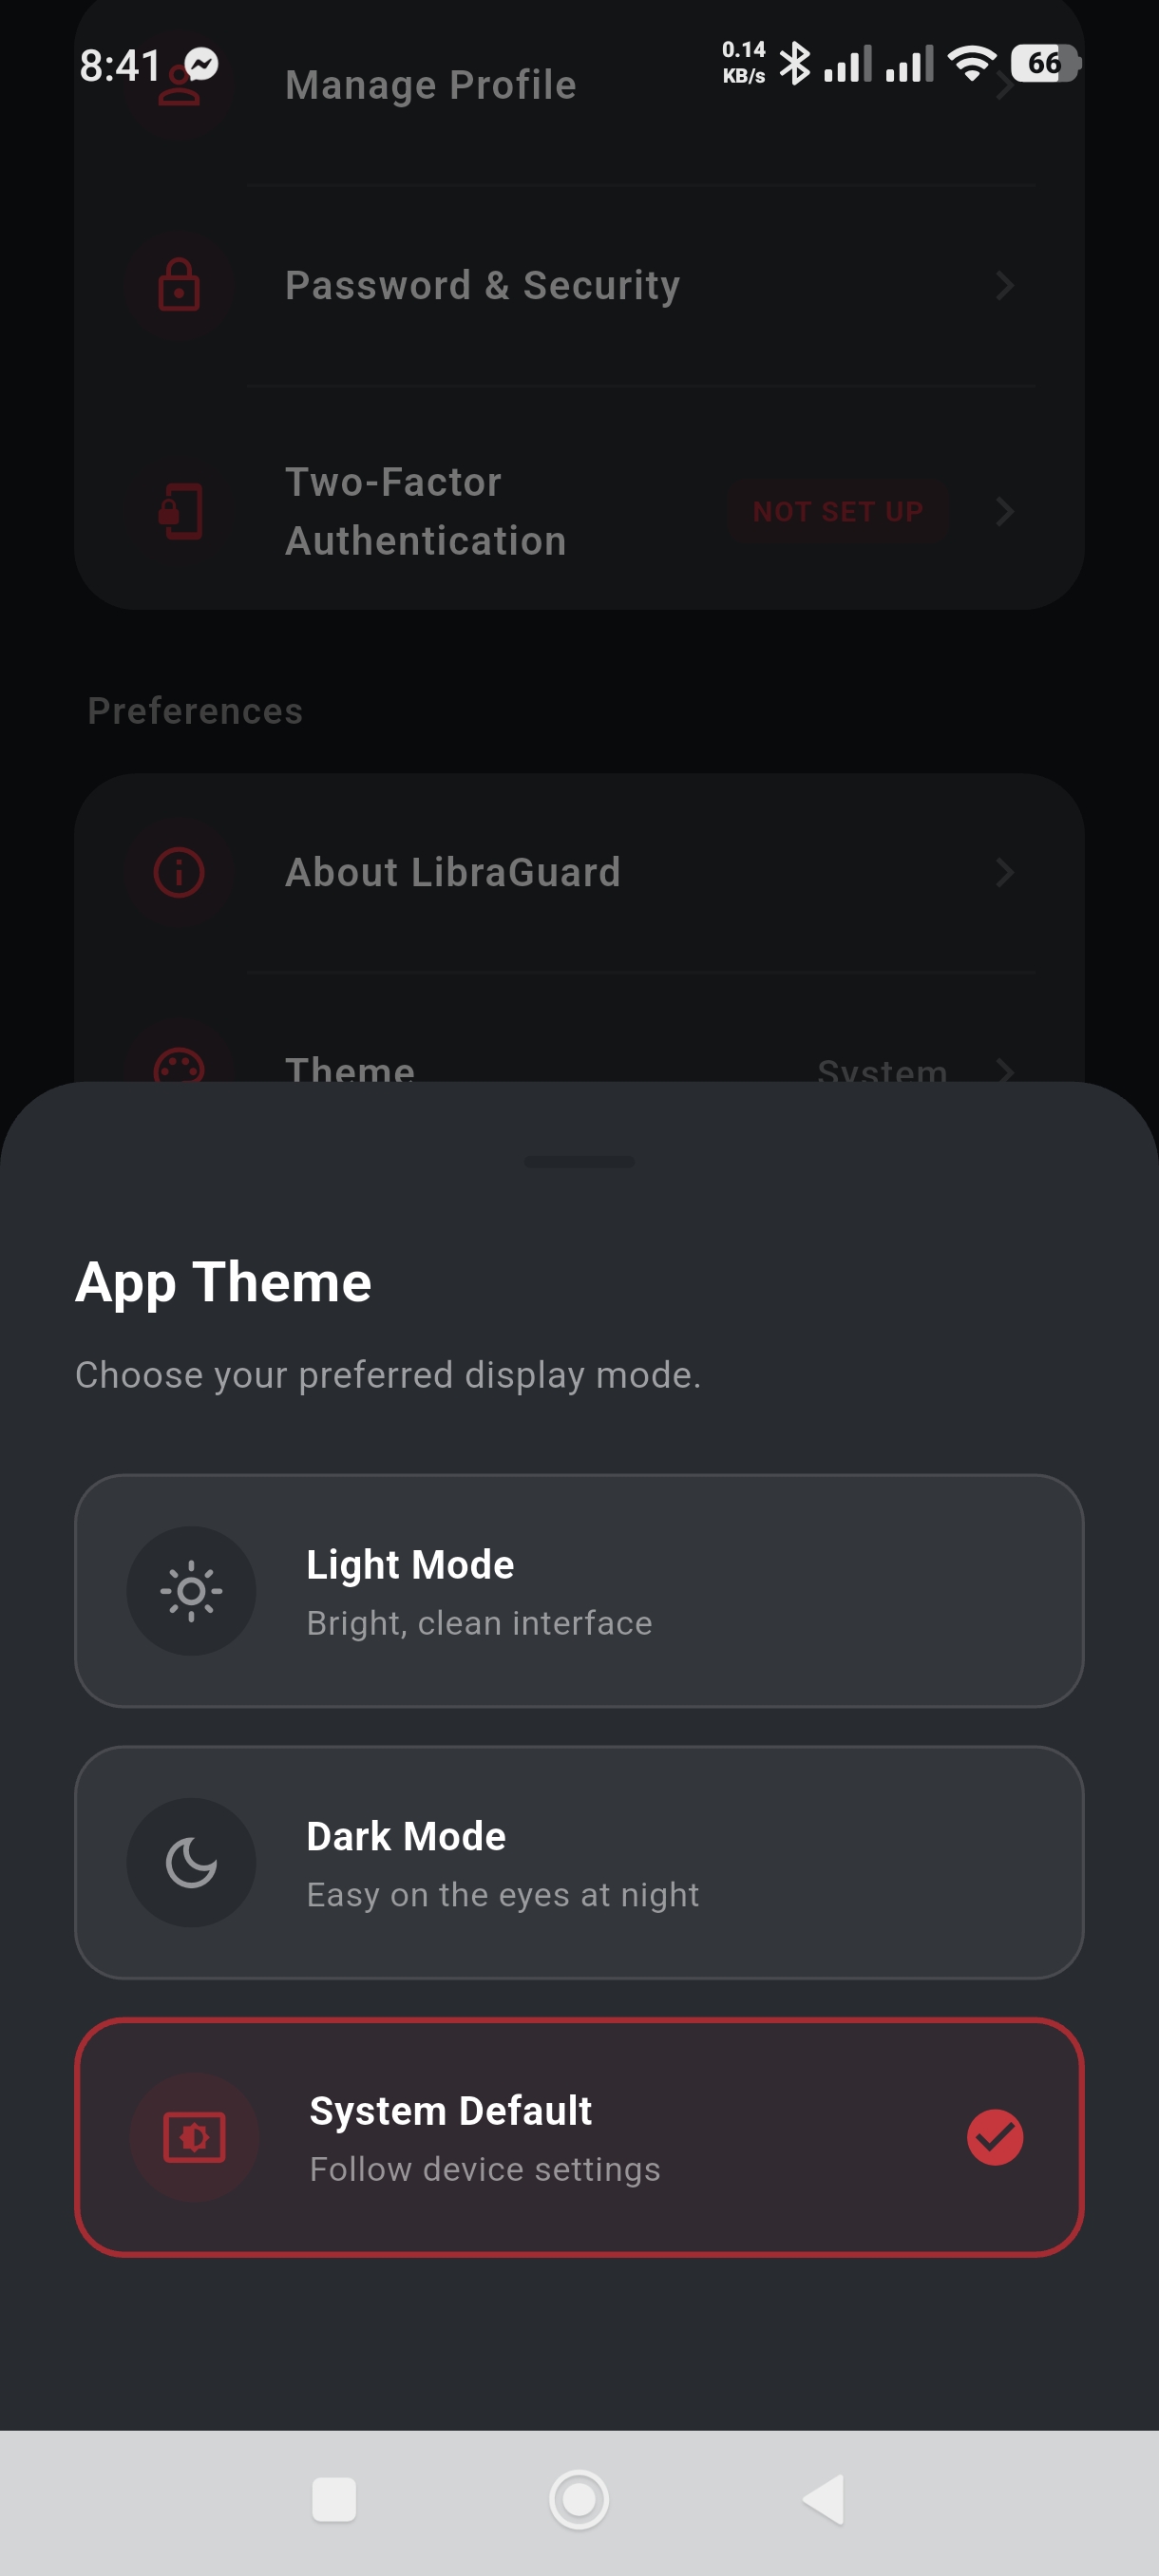 8:41
0.14
KB/s
66
Manage Profile
Password & Security
Two-Factor
Authentication
NOT SET UP
Preferences
About LibraGuard
Theme
System
App Theme
Choose your preferred display mode.
Light Mode
Bright, clean interface
Dark Mode
Easy on the eyes at night
System Default
Follow device settings